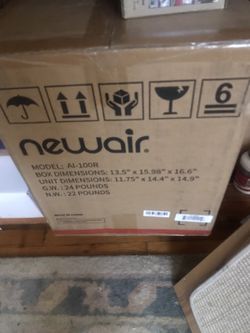 6
newair.
MODEL: AI-100R
BOX DIMENSIONS: 13.5" x 15.98" x 16.6"
UNIT DIMENSIONS: 11.75" x 14.4" x 14.9"
G.W.: 24 POUNDS
N.W.: 22 POUNDS